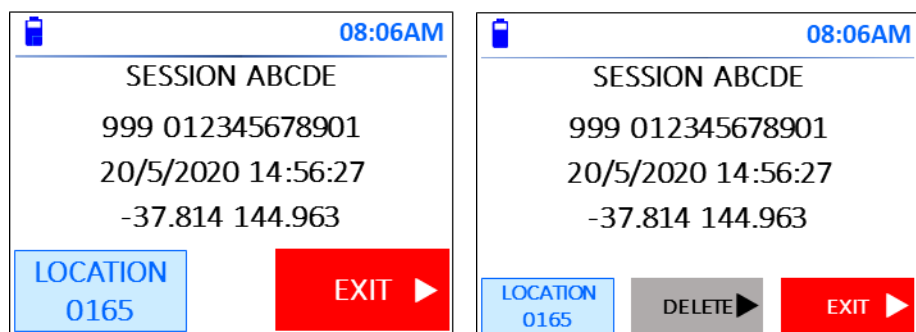 08:06AM
SESSION ABCDE
999 012345678901
20/5/2020 14:56:27
-37.814 144.963
LOCATION
0165
EXIT
08:06AM
SESSION ABCDE
999 012345678901
20/5/2020 14:56:27
-37.814 144.963
LOCATION
0165
DELETE
EXIT